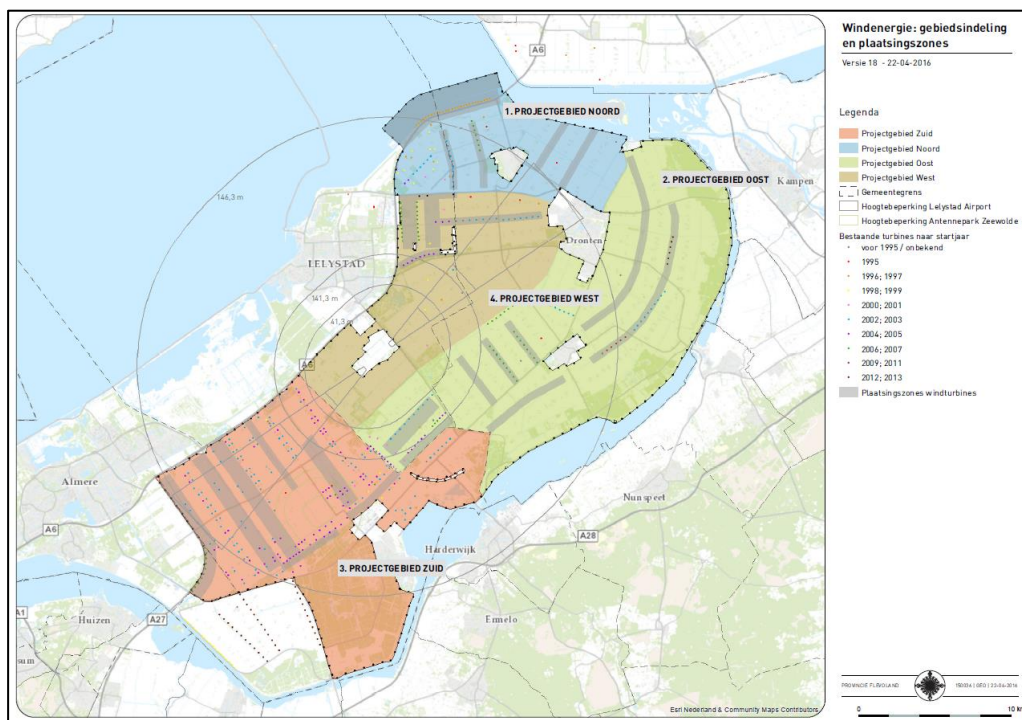 Windenergie: gebiedsindeling
en plaatsingszones
Versie 18 - 22-04-2016
Legenda
Projectgebied Zuid
Projectgebied Noord
Projectgebied Oost
Projectgebied West
Gemeentegrens
Hoogtebeperking Lelystad Airport
Hoogtebeperking Antennepark Zeewolde
Bestaande turbines naar startjaar
voor 1995 / onbekend
1995
1996; 1997
1998; 1999
2000; 2001
2002; 2003
2004; 2005
2006; 2007
2009; 2011
2012; 2013
Plaatsingszones windturbines
A6
1. PROJECTGEBIED NOORD
2. PROJECTGEBIED OOST
Kampen
146,3 m
Dronten
LELYSTAD
4. PROJECTGEBIED WEST
141,3 m
41,3 m
A6
Almere
Nunspeet
A6
A28
Harderwijk
3. PROJECTGEBIED ZUID
A1
Huizen
A27
Ermelo
sum
Esri Nederland & Community Maps Contributors
PROVINCIE FLEVOLAND
0
10 km